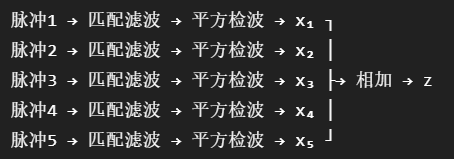 脉冲1 → 匹配滤波 → 平方检波 → x₁ ┐
脉冲2 → 匹配滤波 → 平方检波 → x₂ │
脉冲3 → 匹配滤波 → 平方检波 → x₃ ├→ 相加 → z
脉冲4 → 匹配滤波 → 平方检波 → x₄ │
脉冲5 → 匹配滤波 → 平方检波 → x₅ ┘